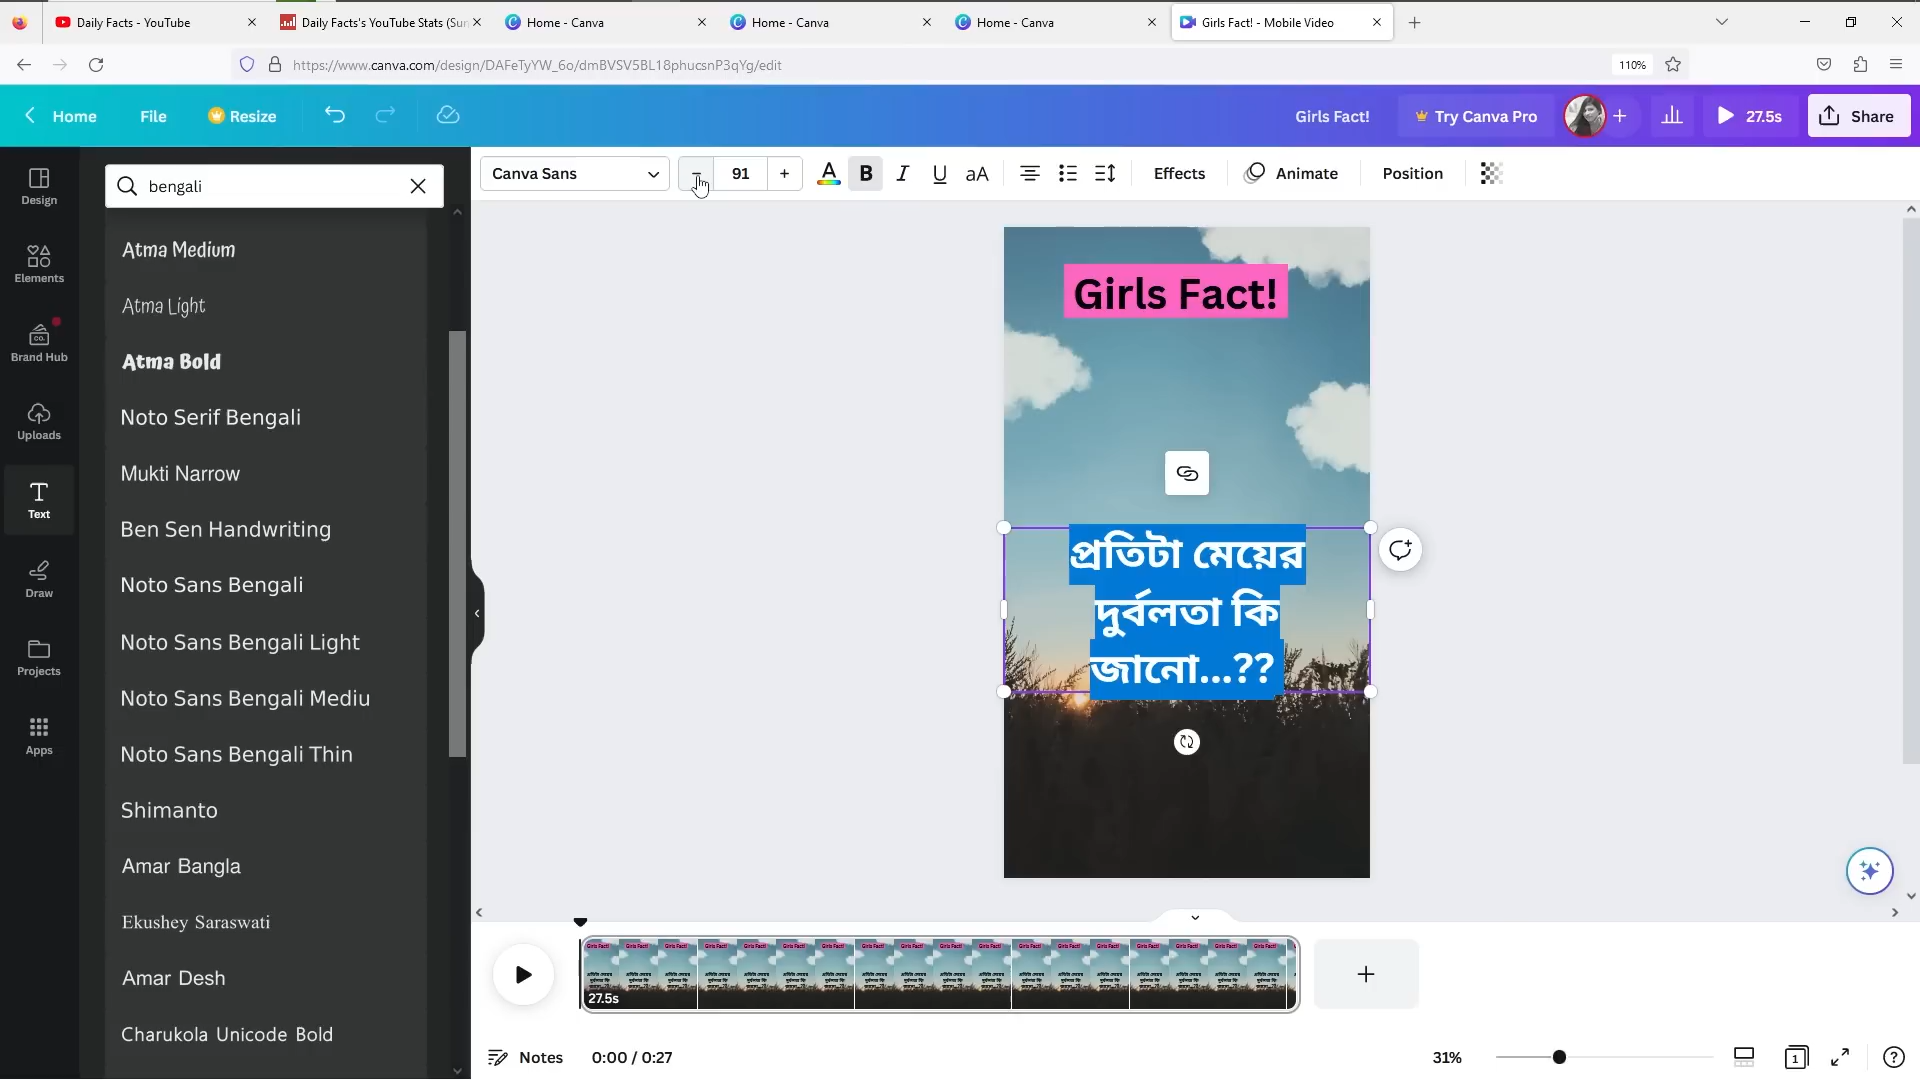 Daily Facts - YouTube
Daily Facts's YouTube Stats (Sun
Home - Canva
Home - Canva
Home - Canva
Girls Fact! - Mobile Video
https://www.canva.com/design/DAFeTyYW_6o/dmBVSV5BL18phucsnP3qYg/edit
110%
Home
File
Resize
Girls Fact!
Try Canva Pro
27.5s
Share
Design
Elements
Brand Hub
Uploads
Text
Draw
Projects
Apps
bengali
Atma Medium
Atma Light
Atma Bold
Noto Serif Bengali
Mukti Narrow
Ben Sen Handwriting
Noto Sans Bengali
Noto Sans Bengali Light
Noto Sans Bengali Mediu
Noto Sans Bengali Thin
Shimanto
Amar Bangla
Ekushey Saraswati
Amar Desh
Charukola Unicode Bold
Canva Sans
91
A
B
I
U
aA
Effects
Animate
Position
Girls Fact!
প্রতিটা মেয়ের
দুর্বলতা কি
জানো...??
27.5s
Notes
0:00 / 0:27
31%
1